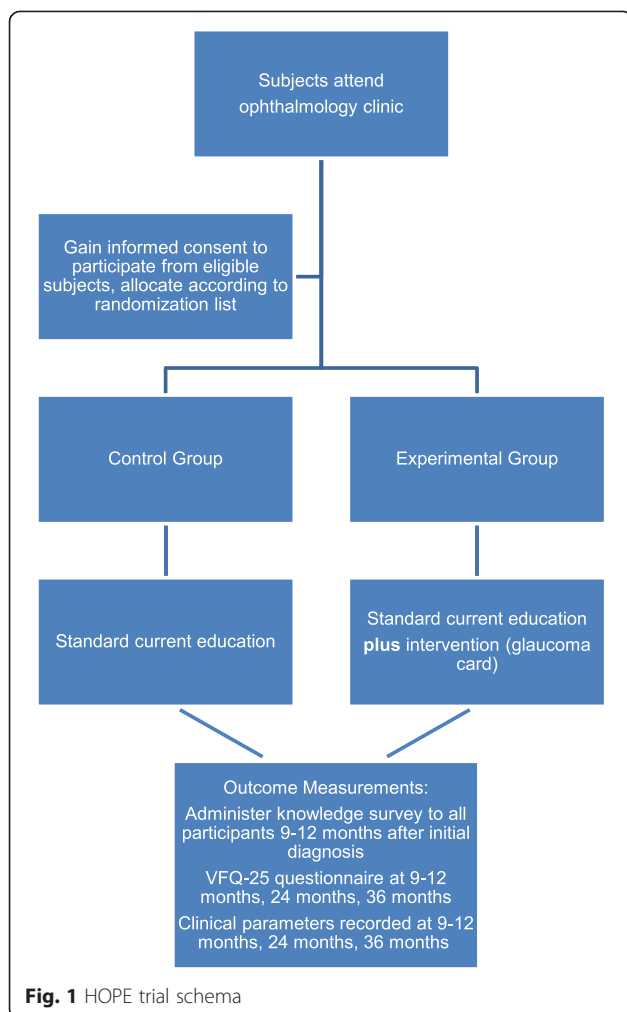 Subjects attend
ophthalmology clinic
Gain informed consent to
participate from eligible
subjects, allocate according to
randomization list
Control Group
Experimental Group
Standard current education
Standard current education
plus intervention (glaucoma
card)
Outcome Measurements:
Administer knowledge survey to all
participants 9-12 months after initial
diagnosis
VFQ-25 questionnaire at 9-12
months, 24 months, 36 months
Clinical parameters recorded at 9-12
months, 24 months, 36 months
Fig. 1 HOPE trial schema